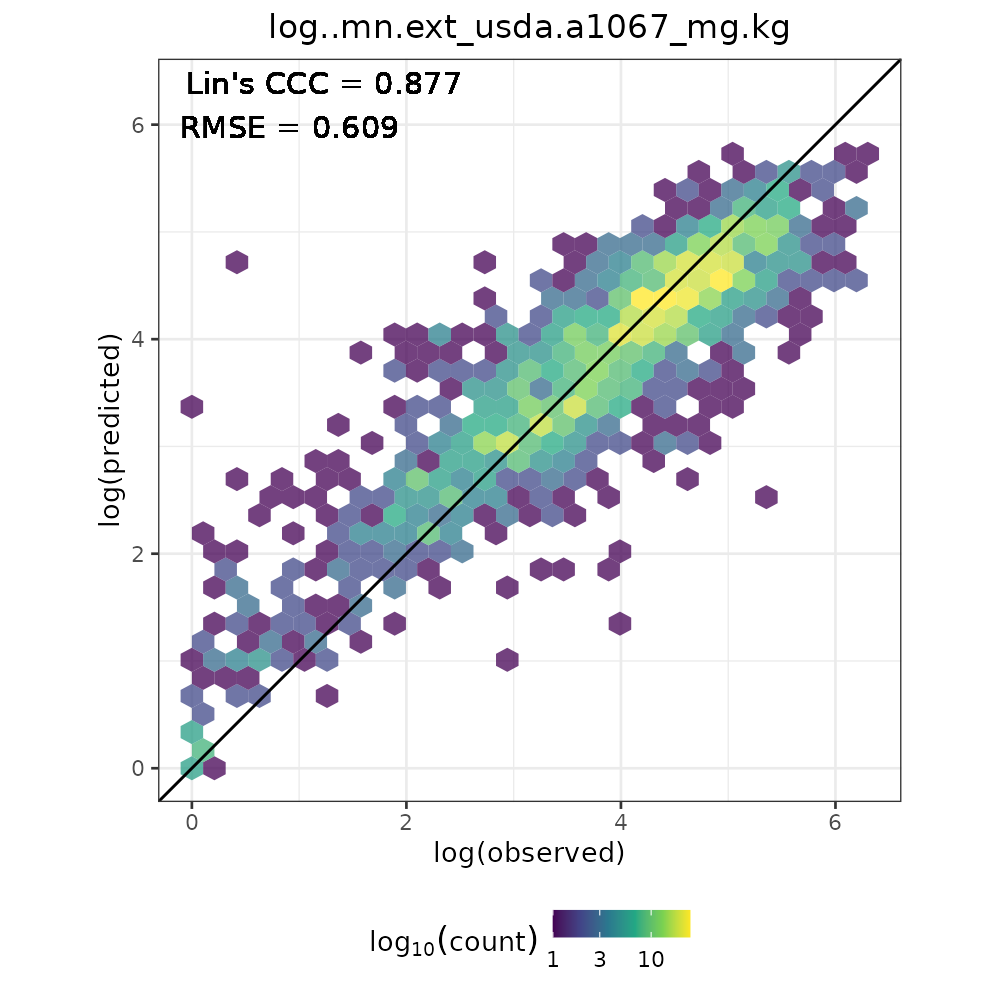 log..mn.ext_usda.a1067_mg.kg
Lin's CCC = 0.877
RMSE = 0.609
6
4
2
0
log(predicted)
0 2 4 6
log(observed)
log₁₀(count)
1 3 10